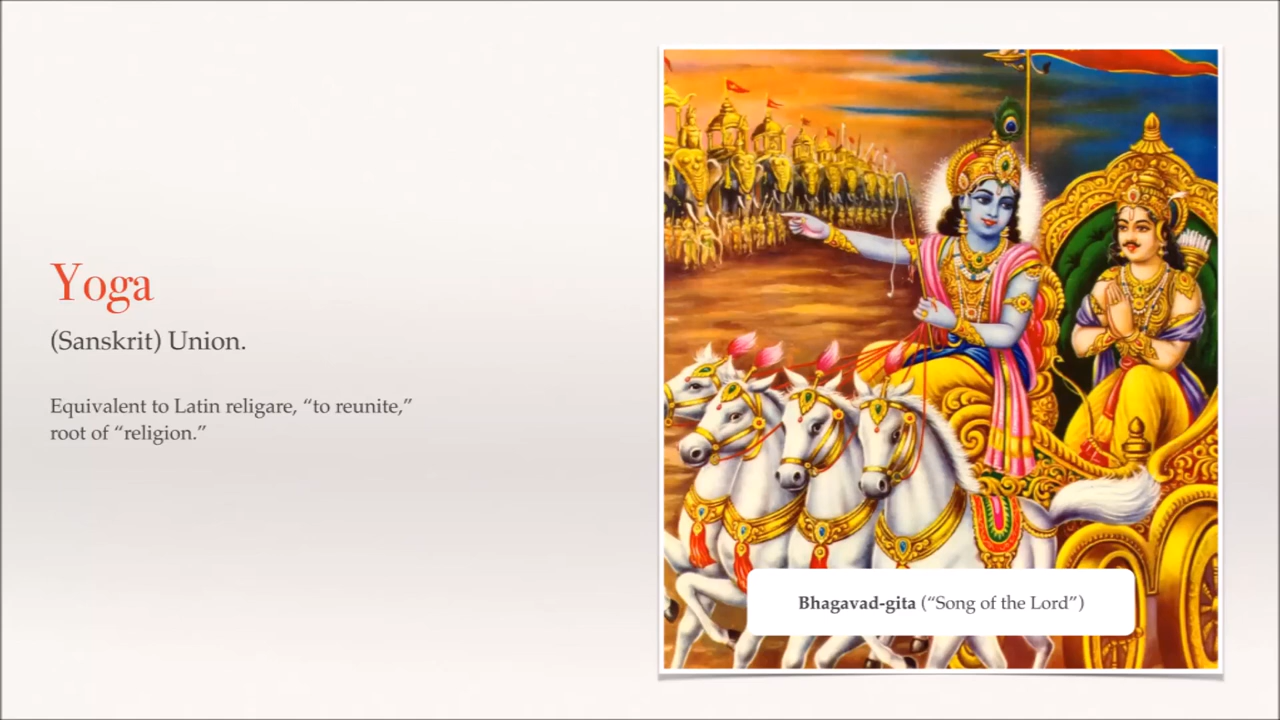 Yoga
(Sanskrit) Union.
Equivalent to Latin religare, “to reunite,”
root of “religion.”
Bhagavad-gita (“Song of the Lord”)